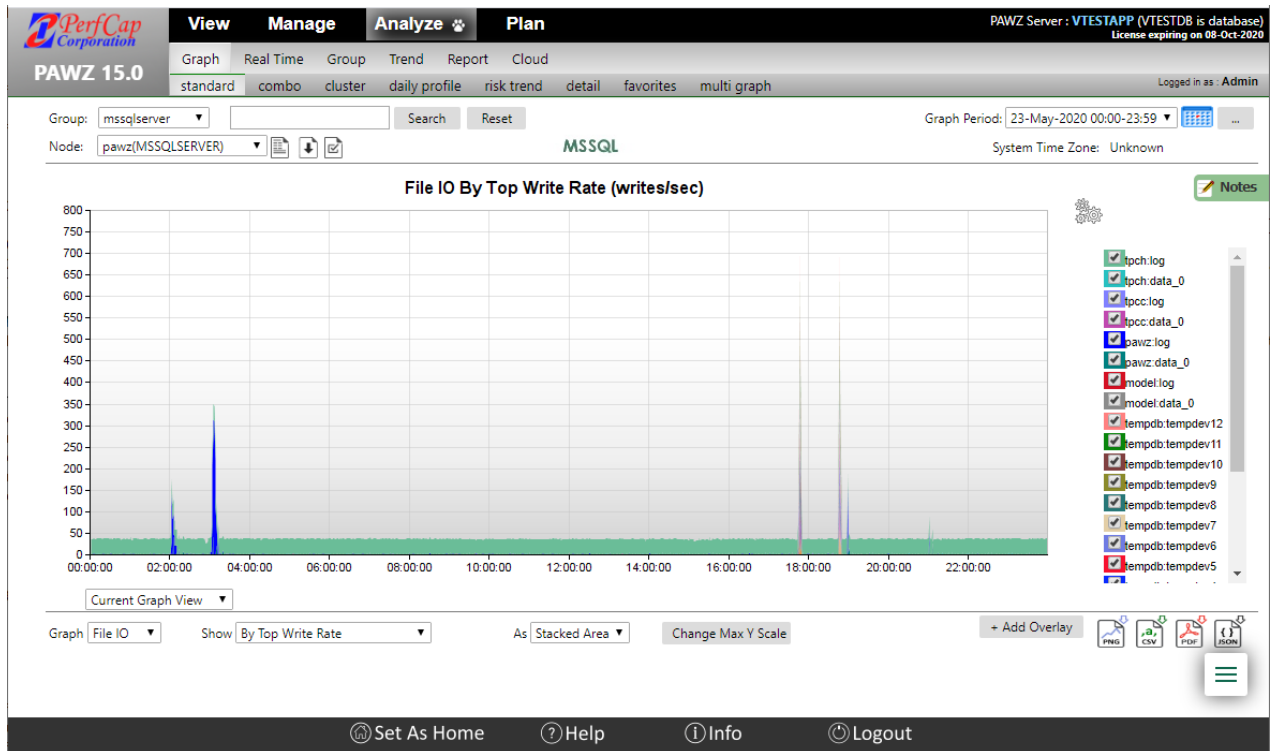 PerfCap
Corporation
PAWZ 15.0
View Manage Analyze Plan
PAWZ Server : VTESTAPP (VTESTDB is database)
License expiring on 08-Oct-2020
Graph Real Time Group Trend Report Cloud
standard combo cluster daily profile risk trend detail favorites multi graph
Logged in as : Admin
Group: mssqlserver Search Reset Graph Period: 23-May-2020 00:00-23:59 ...
Node: pawz(MSSQLSERVER) MSSQL System Time Zone: Unknown
File IO By Top Write Rate (writes/sec)
Notes
800
750
700
650
600
550
500
450
400
350
300
250
200
150
100
50
0
00:00:00 02:00:00 04:00:00 06:00:00 08:00:00 10:00:00 12:00:00 14:00:00 16:00:00 18:00:00 20:00:00 22:00:00
tpch:log
tpch:data_0
tpcc:log
tpcc:data_0
pawz:log
pawz:data_0
model:log
model:data_0
tempdb:tempdev12
tempdb:tempdev11
tempdb:tempdev10
tempdb:tempdev9
tempdb:tempdev8
tempdb:tempdev7
tempdb:tempdev6
tempdb:tempdev5
Current Graph View
Graph File IO Show By Top Write Rate As Stacked Area Change Max Y Scale + Add Overlay PNG ,a, CSV PDF { } JSON
Set As Home ? Help i Info Logout